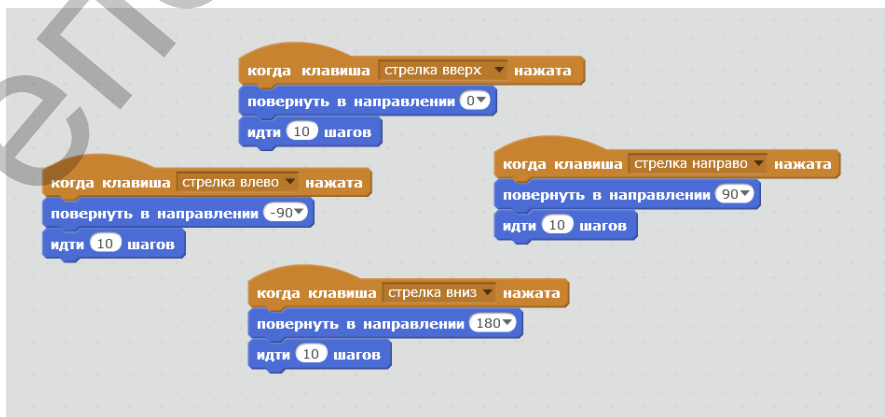 когда клавиша стрелка вверх нажата
повернуть в направлении 0
идти 10 шагов
когда клавиша стрелка влево нажата
повернуть в направлении -90
идти 10 шагов
когда клавиша стрелка направо нажата
повернуть в направлении 90
идти 10 шагов
когда клавиша стрелка вниз нажата
повернуть в направлении 180
идти 10 шагов